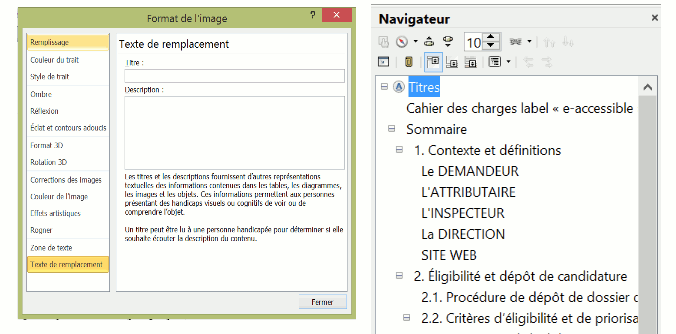 Format de l'image
?
Remplissage
Couleur du trait
Style de trait
Ombre
Réflexion
Éclat et contours adoucis
Format 3D
Rotation 3D
Corrections des images
Couleur de l'image
Effets artistiques
Rogner
Zone de texte
Texte de remplacement
Texte de remplacement
Titre :
Description :
Les titres et les descriptions fournissent d'autres représentations
textuelles des informations contenues dans les tables, les diagrammes,
les images et les objets. Ces informations permettent aux personnes
présentant des handicaps visuels ou cognitifs de voir ou de
comprendre l'objet.
Un titre peut être lu à une personne handicapée pour déterminer si elle
souhaite écouter la description du contenu.
Fermer
Navigateur
10
Titres
Cahier des charges label « e-accessible
Sommaire
1. Contexte et définitions
Le DEMANDEUR
L'ATTRIBUTAIRE
L'INSPECTEUR
La DIRECTION
SITE WEB
2. Éligibilité et dépôt de candidature
2.1. Procédure de dépôt de dossier
2.2. Critères d'éligibilité et de prioris